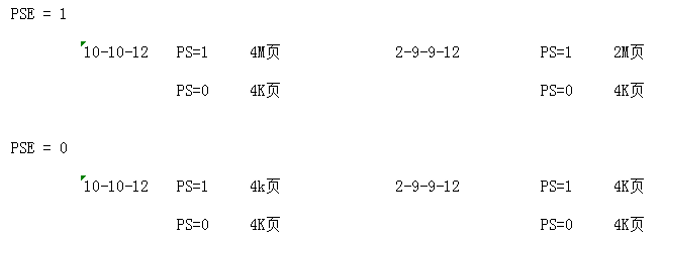 PSE = 1
10-10-12 PS=1 4M页 2-9-9-12 PS=1 2M页
PS=0 4K页 PS=0 4K页
PSE = 0
10-10-12 PS=1 4k页 2-9-9-12 PS=1 4K页
PS=0 4K页 PS=0 4K页